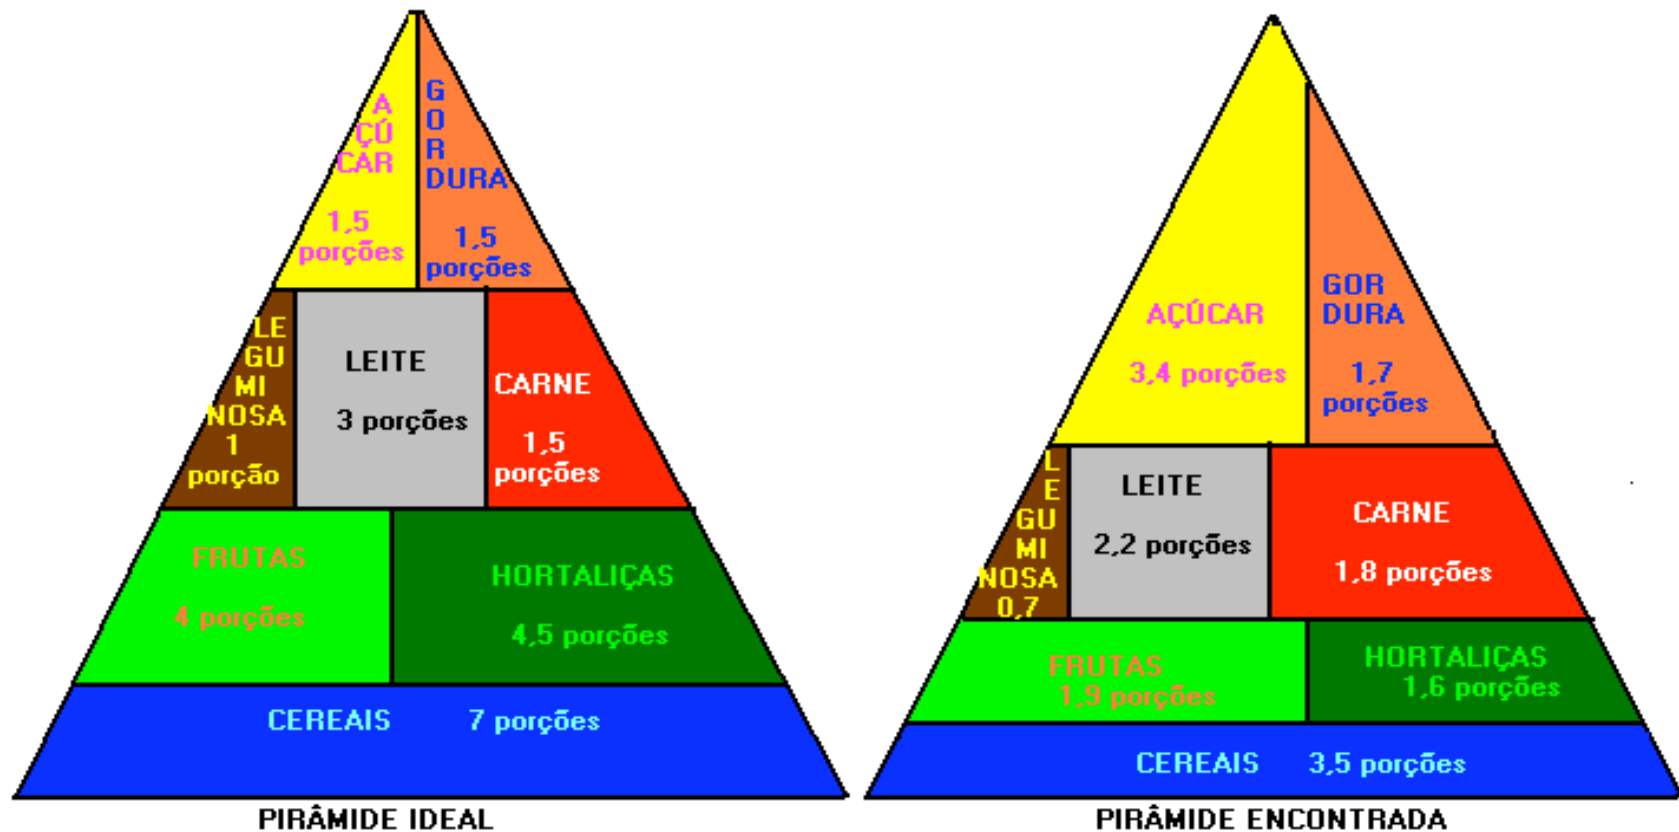 A
ÇÚ
CAR
1,5
porções
G
O
R
DURA
1,5
porções
LE
GU
MI
NOSA
1
porção
LEITE
3 porções
CARNE
1,5
porções
FRUTAS
4 porções
HORTALIÇAS
4,5 porções
CEREAIS 7 porções
PIRÂMIDE IDEAL
AÇÚCAR
3,4 porções
GOR
DURA
1,7
porções
L
E
GU
MI
NOSA
0,7
LEITE
2,2 porções
CARNE
1,8 porções
FRUTAS
1,9 porções
HORTALIÇAS
1,6 porções
CEREAIS 3,5 porções
PIRÂMIDE ENCONTRADA